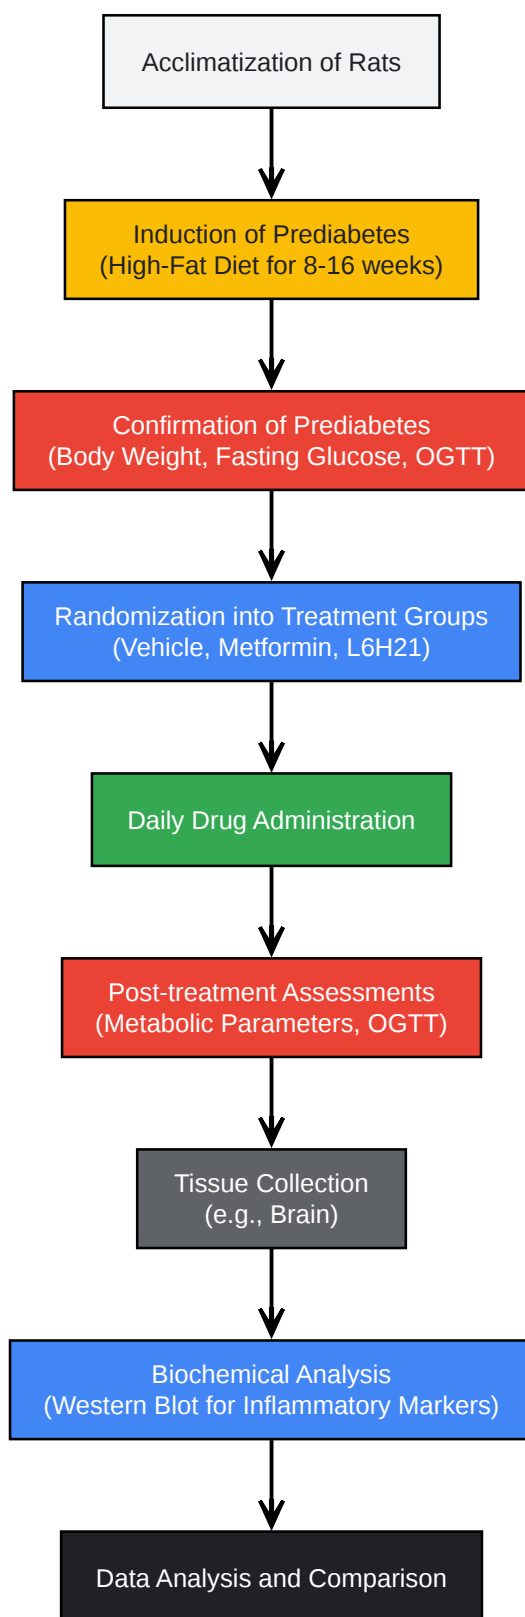 Acclimatization of Rats
Induction of Prediabetes
(High-Fat Diet for 8-16 weeks)
Confirmation of Prediabetes
(Body Weight, Fasting Glucose, OGTT)
Randomization into Treatment Groups
(Vehicle, Metformin, L6H21)
Daily Drug Administration
Post-treatment Assessments
(Metabolic Parameters, OGTT)
Tissue Collection
(e.g., Brain)
Biochemical Analysis
(Western Blot for Inflammatory Markers)
Data Analysis and Comparison